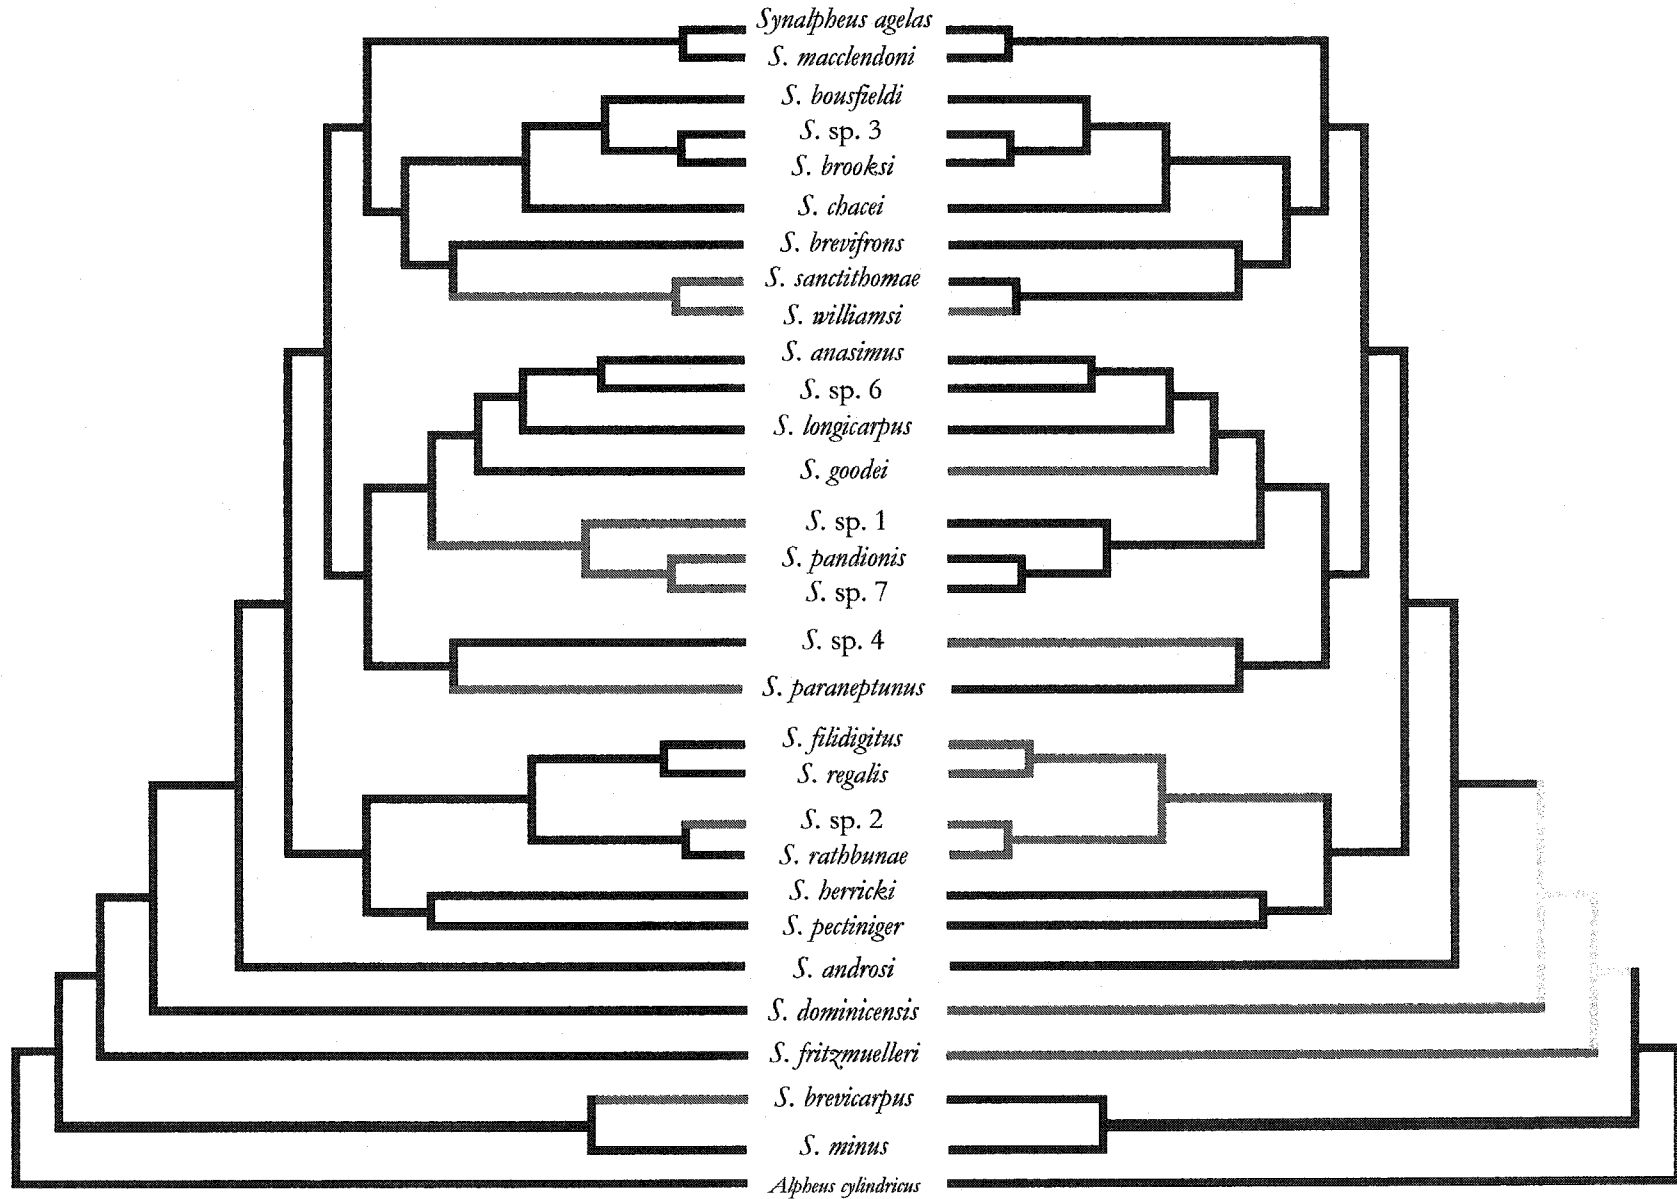 Synalpheus agelas
S. macclendoni
S. bousfieldi
S. sp. 3
S. brooksi
S. chacei
S. brevifrons
S. sanctithomae
S. williamsi
S. anasimus
S. sp. 6
S. longicarpus
S. goodei
S. sp. 1
S. pandionis
S. sp. 7
S. sp. 4
S. paraneptunus
S. filidigitus
S. regalis
S. sp. 2
S. rathbunae
S. herricki
S. pectiniger
S. androsi
S. dominicensis
S. fritzmuelleri
S. brevicarpus
S. minus
Alpheus cylindricus